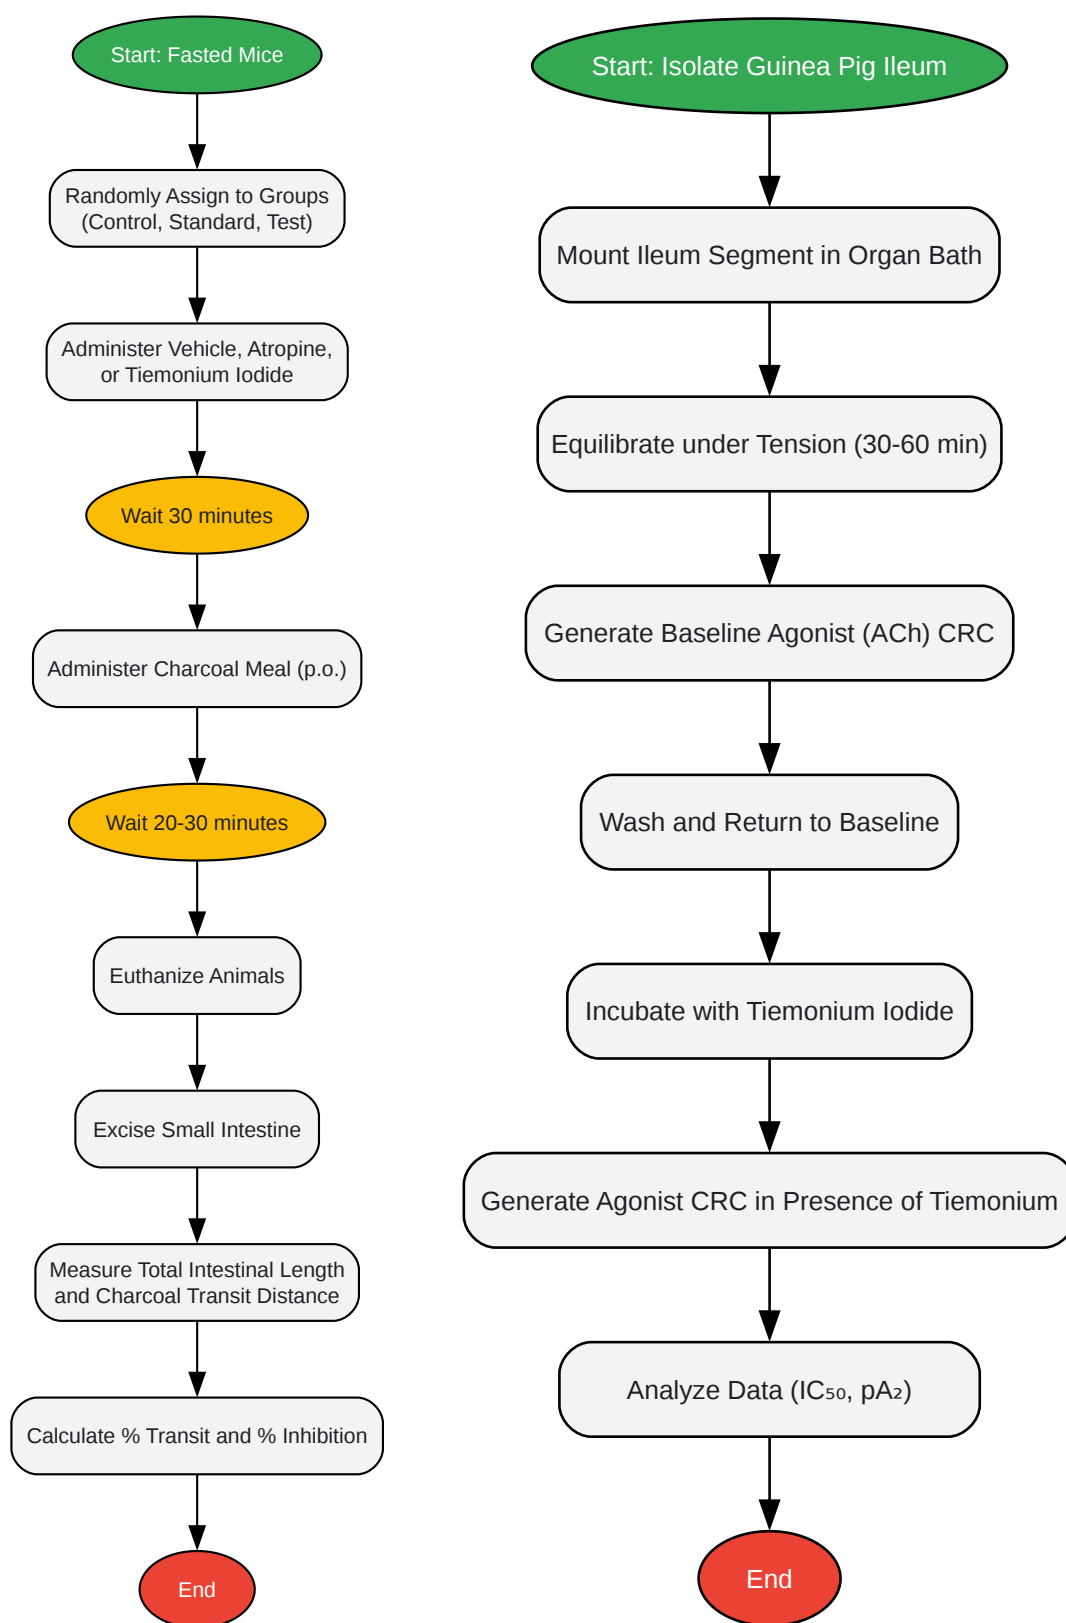 Start: Fasted Mice
Randomly Assign to Groups
(Control, Standard, Test)
Administer Vehicle, Atropine,
or Tiemonium Iodide
Wait 30 minutes
Administer Charcoal Meal (p.o.)
Wait 20-30 minutes
Euthanize Animals
Excise Small Intestine
Measure Total Intestinal Length
and Charcoal Transit Distance
Calculate % Transit and % Inhibition
End
Start: Isolate Guinea Pig Ileum
Mount Ileum Segment in Organ Bath
Equilibrate under Tension (30-60 min)
Generate Baseline Agonist (ACh) CRC
Wash and Return to Baseline
Incubate with Tiemonium Iodide
Generate Agonist CRC in Presence of Tiemonium
Analyze Data (IC₅₀, pA₂)
End